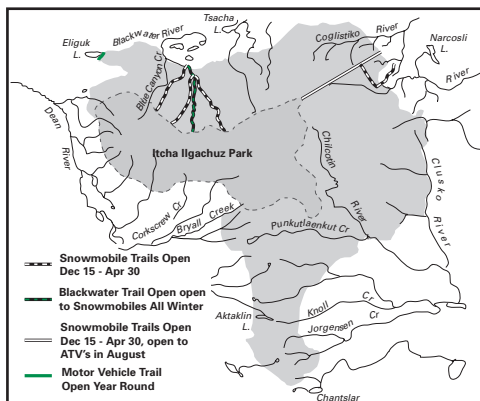 Tsacha
L.
Blackwater River
Eliguk
L.
Coglistiko River
Narcosli
L.
River
Blue Canyon Cr
Dean
River
Itcha Ilgachuz Park
Chilcotin
River
Clusko
River
Corkscrew Cr
Bryall Creek
Punkutlaenkut Cr
Snowmobile Trails Open
Dec 15 - Apr 30
Blackwater Trail Open open
to Snowmobiles All Winter
Snowmobile Trails Open
Dec 15 - Apr 30, open to
ATV's in August
Motor Vehicle Trail
Open Year Round
Aktaklin
L.
Knoll Cr
Jorgensen Cr
Chantslar